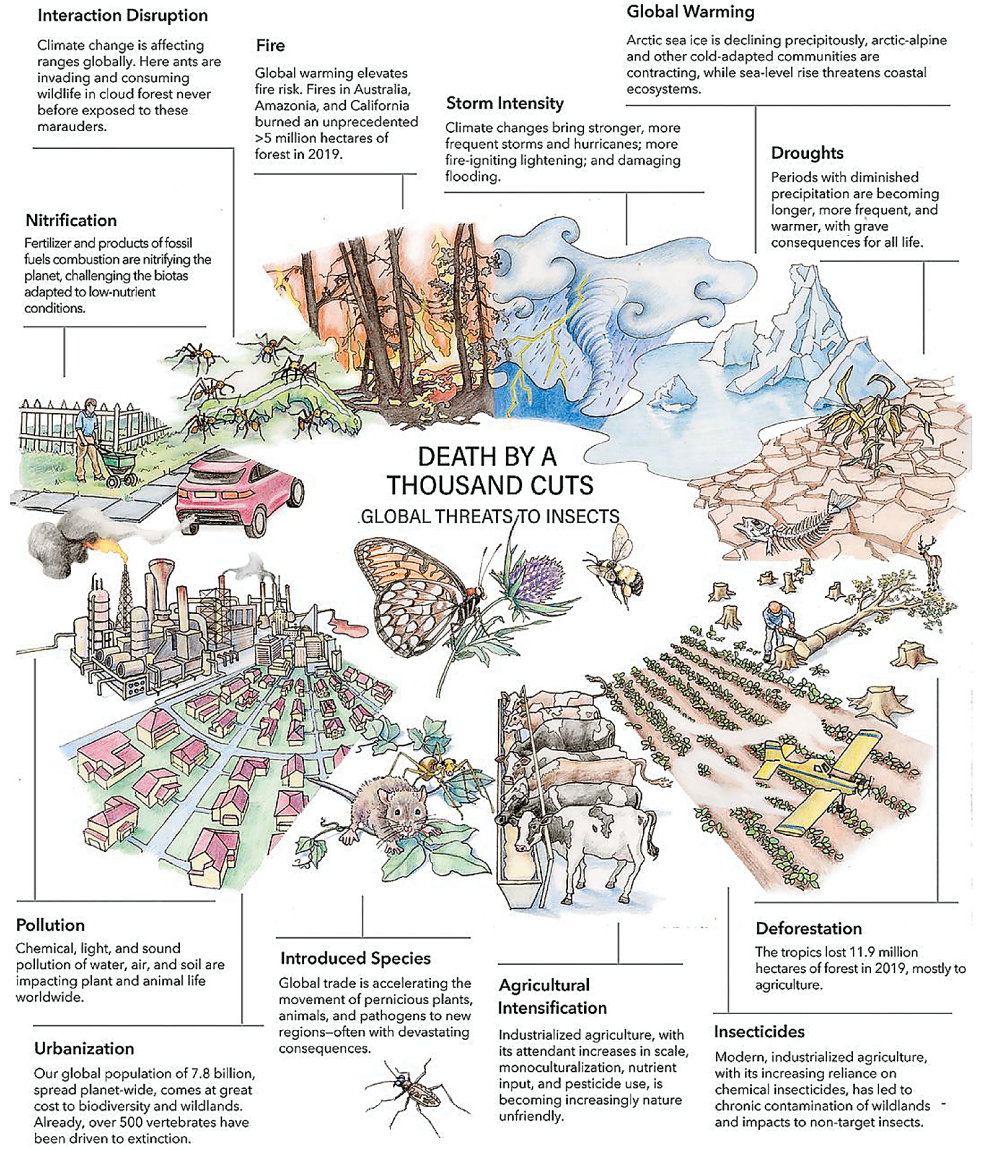 Interaction Disruption
Climate change is affecting
ranges globally. Here ants are
invading and consuming
wildlife in cloud forest never
before exposed to these
marauders.
Fire
Global warming elevates
fire risk. Fires in Australia,
Amazonia, and California
burned an unprecedented
>5 million hectares of
forest in 2019.
Storm Intensity
Climate changes bring stronger, more
frequent storms and hurricanes; more
fire-igniting lightening; and damaging
flooding.
Global Warming
Arctic sea ice is declining precipitously, arctic-alpine
and other cold-adapted communities are
contracting, while sea-level rise threatens coastal
ecosystems.
Droughts
Periods with diminished
precipitation are becoming
longer, more frequent, and
warmer, with grave
consequences for all life.
Nitrification
Fertilizer and products of fossil
fuels combustion are nitrifying the
planet, challenging the biotas
adapted to low-nutrient
conditions.
DEATH BY A
THOUSAND CUTS
GLOBAL THREATS TO INSECTS
Pollution
Chemical, light, and sound
pollution of water, air, and soil are
impacting plant and animal life
worldwide.
Urbanization
Our global population of 7.8 billion,
spread planet-wide, comes at great
cost to biodiversity and wildlands.
Already, over 500 vertebrates have
been driven to extinction.
Introduced Species
Global trade is accelerating the
movement of pernicious plants,
animals, and pathogens to new
regions—often with devastating
consequences.
Agricultural
Intensification
Industrialized agriculture, with
its attendant increases in scale,
monoculturalization, nutrient
input, and pesticide use, is
becoming increasingly nature
unfriendly.
Deforestation
The tropics lost 11.9 million
hectares of forest in 2019, mostly to
agriculture.
Insecticides
Modern, industrialized agriculture,
with its increasing reliance on
chemical insecticides, has led to
chronic contamination of wildlands
and impacts to non-target insects.